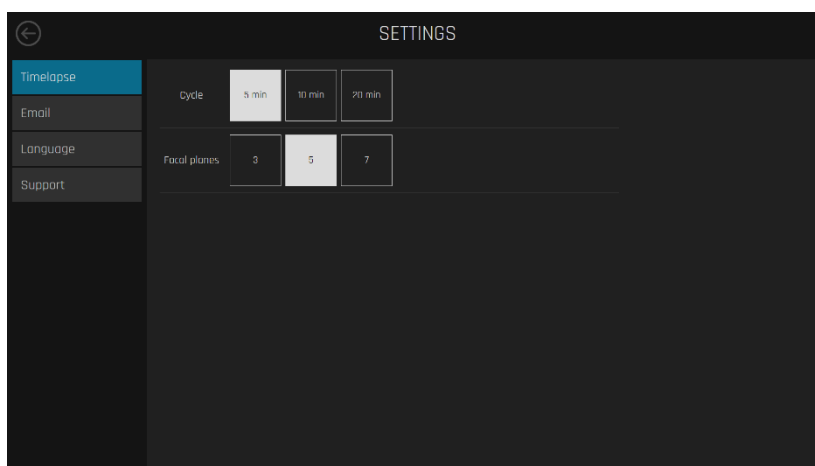 SETTINGS
Timelapse
Email
Language
Support
Cycle 5 min 10 min 20 min
Focal planes 3 5 7